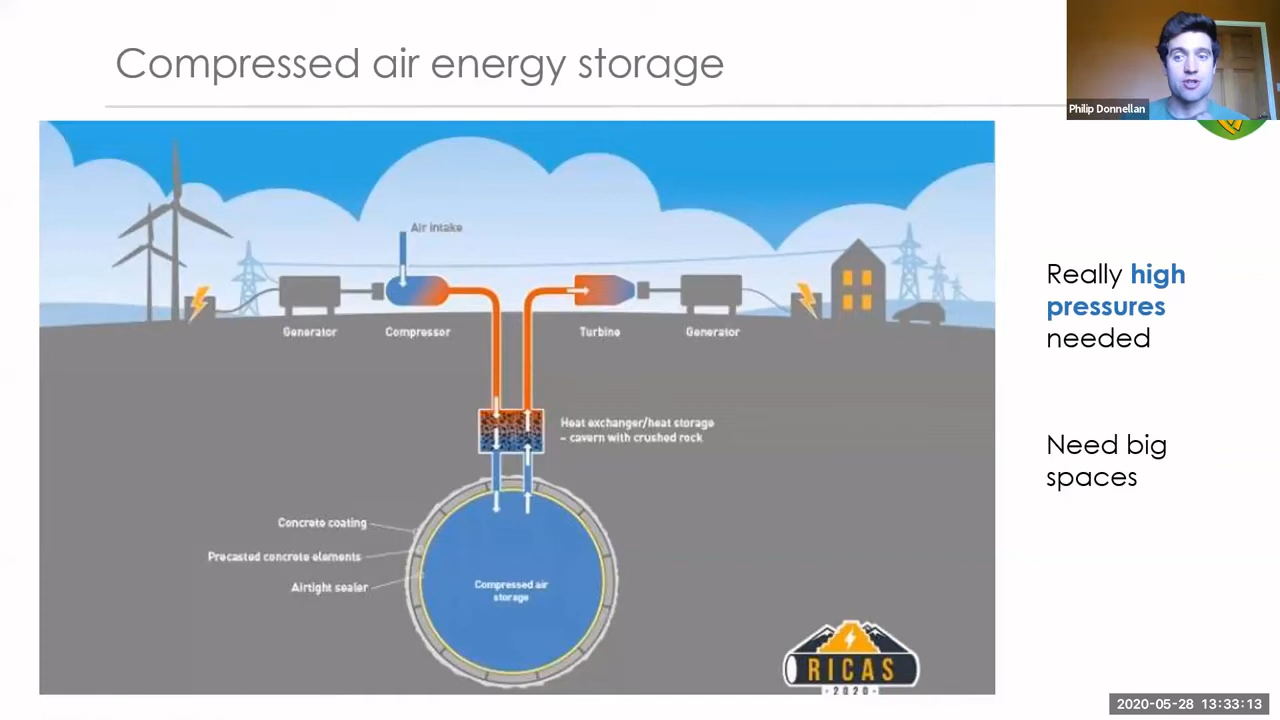 Compressed air energy storage
Philip Donnellan
Air intake
Generator
Compressor
Turbine
Generator
Heat exchanger/heat storage
– cavern with crushed rock
Concrete coating
Precasted concrete elements
Airtight sealer
Compressed air
storage
RICAS
-2020-
Really high
pressures
needed
Need big
spaces
2020-05-28 13:33:13